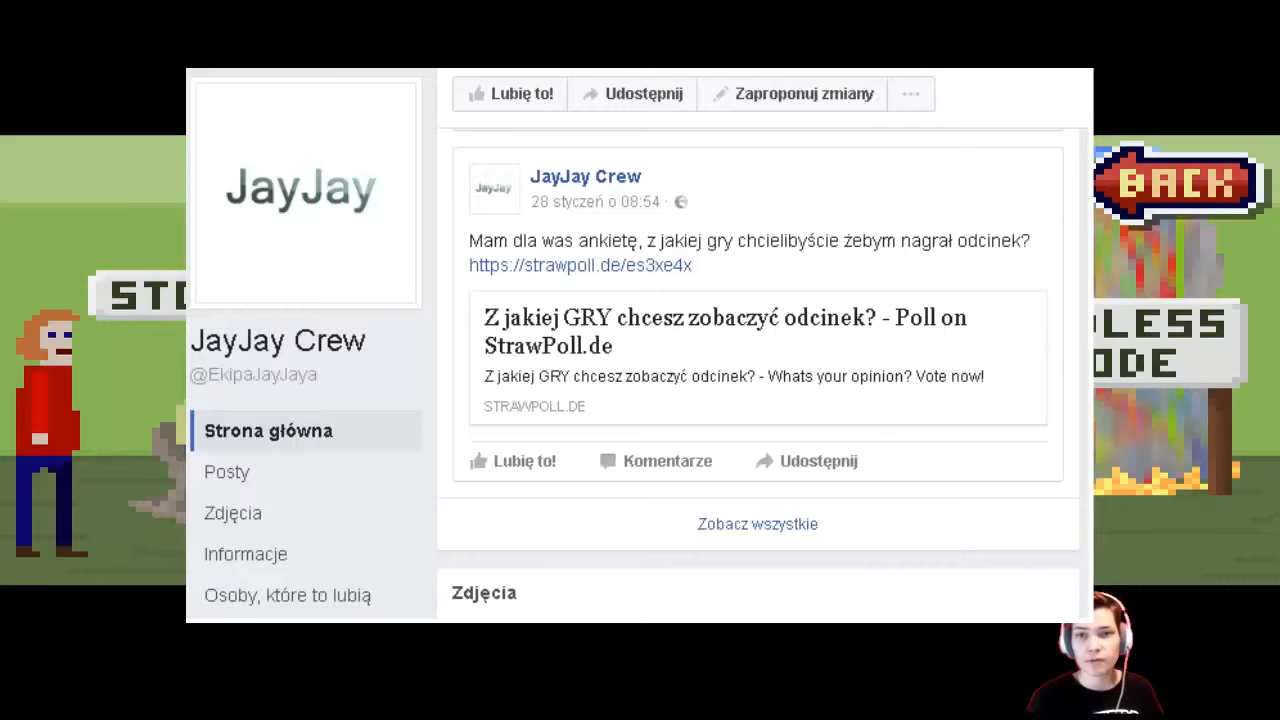 Lubię to!
Udostępnij
Zaproponuj zmiany
JayJay
JayJay
JayJay Crew
28 styczeń o 08:54
BACK
Mam dla was ankietę, z jakiej gry chcielibyście żebym nagrał odcinek?
https://strawpoll.de/es3xe4x
Z jakiej GRY chcesz zobaczyć odcinek? - Poll on
StrawPoll.de
Z jakiej GRY chcesz zobaczyć odcinek? - Whats your opinion? Vote now!
STRAWPOLL.DE
JayJay Crew
@EkipaJayJaya
Strona główna
Posty
Zdjęcia
Informacje
Osoby, które to lubią
Lubię to!
Komentarze
Udostępnij
Zobacz wszystkie
Zdjęcia